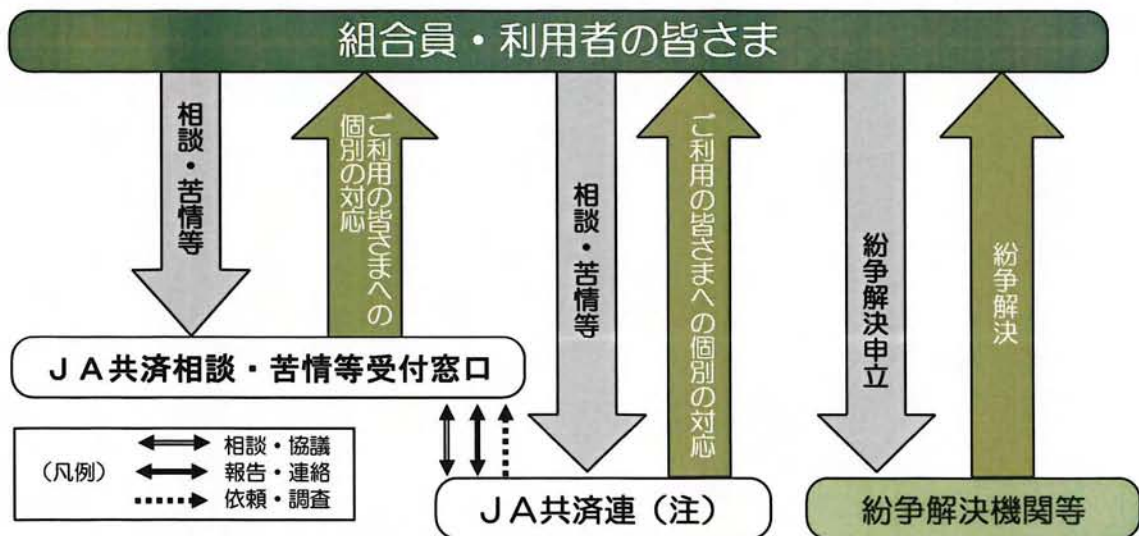 組合員・利用者の皆さま
相談・苦情等
ご利用の皆さまへの
個別の対応
相談・苦情等
ご利用の皆さまへの個別の対応
紛争解決申立
紛争解決
ＪＡ共済相談・苦情等受付窓口
（凡例）
相談・協議
報告・連絡
依頼・調査
ＪＡ共済連（注）
紛争解決機関等